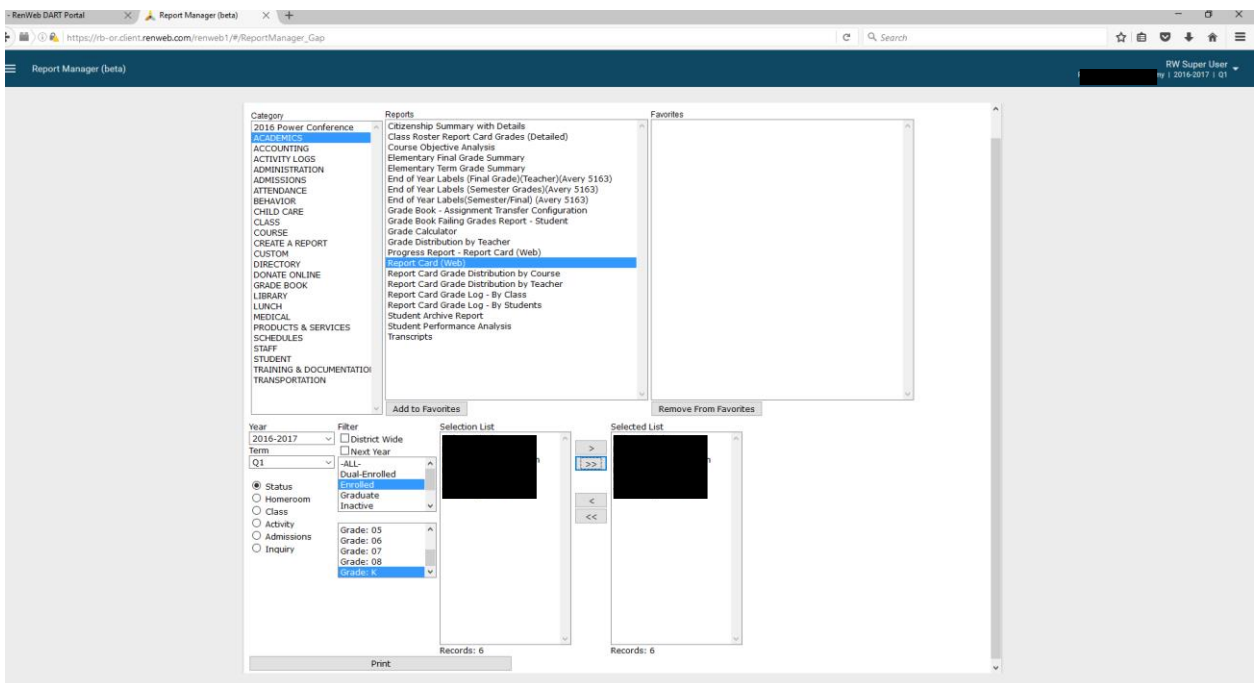 - RenWeb DART Portal
Report Manager (beta)
https://rb-or.client.renweb.com/renweb1/#/ReportManager_Gap
Search
Report Manager (beta)
RW Super User
ny | 2016-2017 | Q1
Category
2016 Power Conference
ACADEMICS
ACCOUNTING
ACTIVITY LOGS
ADMINISTRATION
ADMISSIONS
ATTENDANCE
BEHAVIOR
CHILD CARE
CLASS
COURSE
CREATE A REPORT
CUSTOM
DIRECTORY
DONATE ONLINE
GRADE BOOK
LIBRARY
LUNCH
MEDICAL
PRODUCTS & SERVICES
SCHEDULES
STAFF
STUDENT
TRAINING & DOCUMENTATIO
TRANSPORTATION
Reports
Citizenship Summary with Details
Class Roster Report Card Grades (Detailed)
Course Objective Analysis
Elementary Final Grade Summary
Elementary Term Grade Summary
End of Year Labels (Final Grade)(Teacher)(Avery 5163)
End of Year Labels (Semester Grades)(Avery 5163)
End of Year Labels(Semester/Final) (Avery 5163)
Grade Book - Assignment Transfer Configuration
Grade Book Failing Grades Report - Student
Grade Calculator
Grade Distribution by Teacher
Progress Report - Report Card (Web)
Report Card (Web)
Report Card Grade Distribution by Course
Report Card Grade Distribution by Teacher
Report Card Grade Log - By Class
Report Card Grade Log - By Students
Student Archive Report
Student Performance Analysis
Transcripts
Add to Favorites
Favorites
Remove From Favorites
Year
2016-2017
Term
Q1
Status
Homeroom
Class
Activity
Admissions
Inquiry
Filter
District Wide
Next Year
-ALL-
Dual-Enrolled
Enrolled
Graduate
Inactive
Grade: 05
Grade: 06
Grade: 07
Grade: 08
Grade: K
Selection List
Records: 6
>
>>
<
<<
Selected List
Records: 6
Print